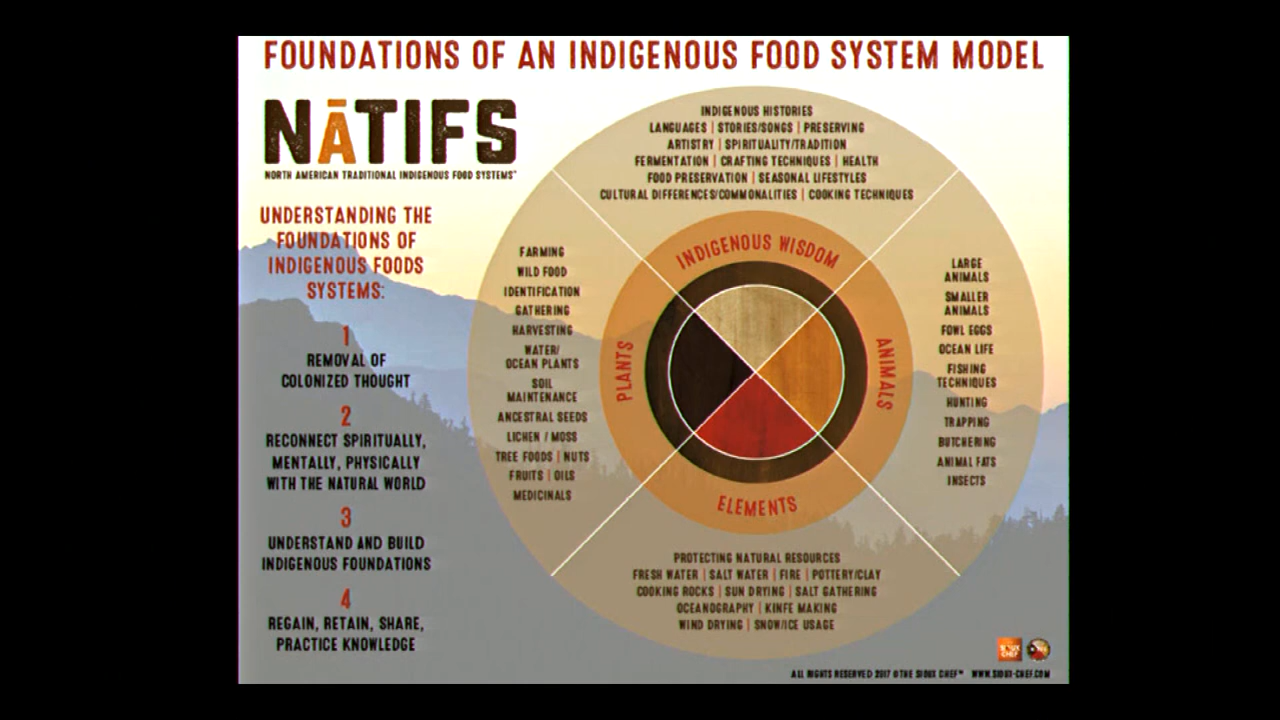 FOUNDATIONS OF AN INDIGENOUS FOOD SYSTEM MODEL
NĀTIFS
NORTH AMERICAN TRADITIONAL INDIGENOUS FOOD SYSTEMS
UNDERSTANDING THE
FOUNDATIONS OF
INDIGENOUS FOODS
SYSTEMS:
1
REMOVAL OF
COLONIZED THOUGHT
2
RECONNECT SPIRITUALLY,
MENTALLY, PHYSICALLY
WITH THE NATURAL WORLD
3
UNDERSTAND AND BUILD
INDIGENOUS FOUNDATIONS
4
REGAIN, RETAIN, SHARE,
PRACTICE KNOWLEDGE
INDIGENOUS HISTORIES
LANGUAGES | STORIES/SONGS | PRESERVING
ARTISTRY | SPIRITUALITY/TRADITION
FERMENTATION | CRAFTING TECHNIQUES | HEALTH
FOOD PRESERVATION | SEASONAL LIFESTYLES
CULTURAL DIFFERENCES/COMMONALITIES | COOKING TECHNIQUES
INDIGENOUS WISDOM
FARMING
WILD FOOD
IDENTIFICATION
GATHERING
HARVESTING
WATER/
OCEAN PLANTS
SOIL
MAINTENANCE
ANCESTRAL SEEDS
LICHEN / MOSS
TREE FOODS | NUTS
FRUITS | OILS
MEDICINALS
PLANTS
ANIMALS
LARGE
ANIMALS
SMALLER
ANIMALS
FOWL EGGS
OCEAN LIFE
FISHING
TECHNIQUES
HUNTING
TRAPPING
BUTCHERING
ANIMAL FATS
INSECTS
ELEMENTS
PROTECTING NATURAL RESOURCES
FRESH WATER | SALT WATER | FIRE | POTTERY/CLAY
COOKING ROCKS | SUN DRYING | SALT GATHERING
OCEANOGRAPHY | KINFE MAKING
WIND DRYING | SNOW/ICE USAGE
SIOUX
CHEF
ALL RIGHTS RESERVED 2017 ©THE SIOUX CHEF™ WWW.SIOUX-CHEF.COM